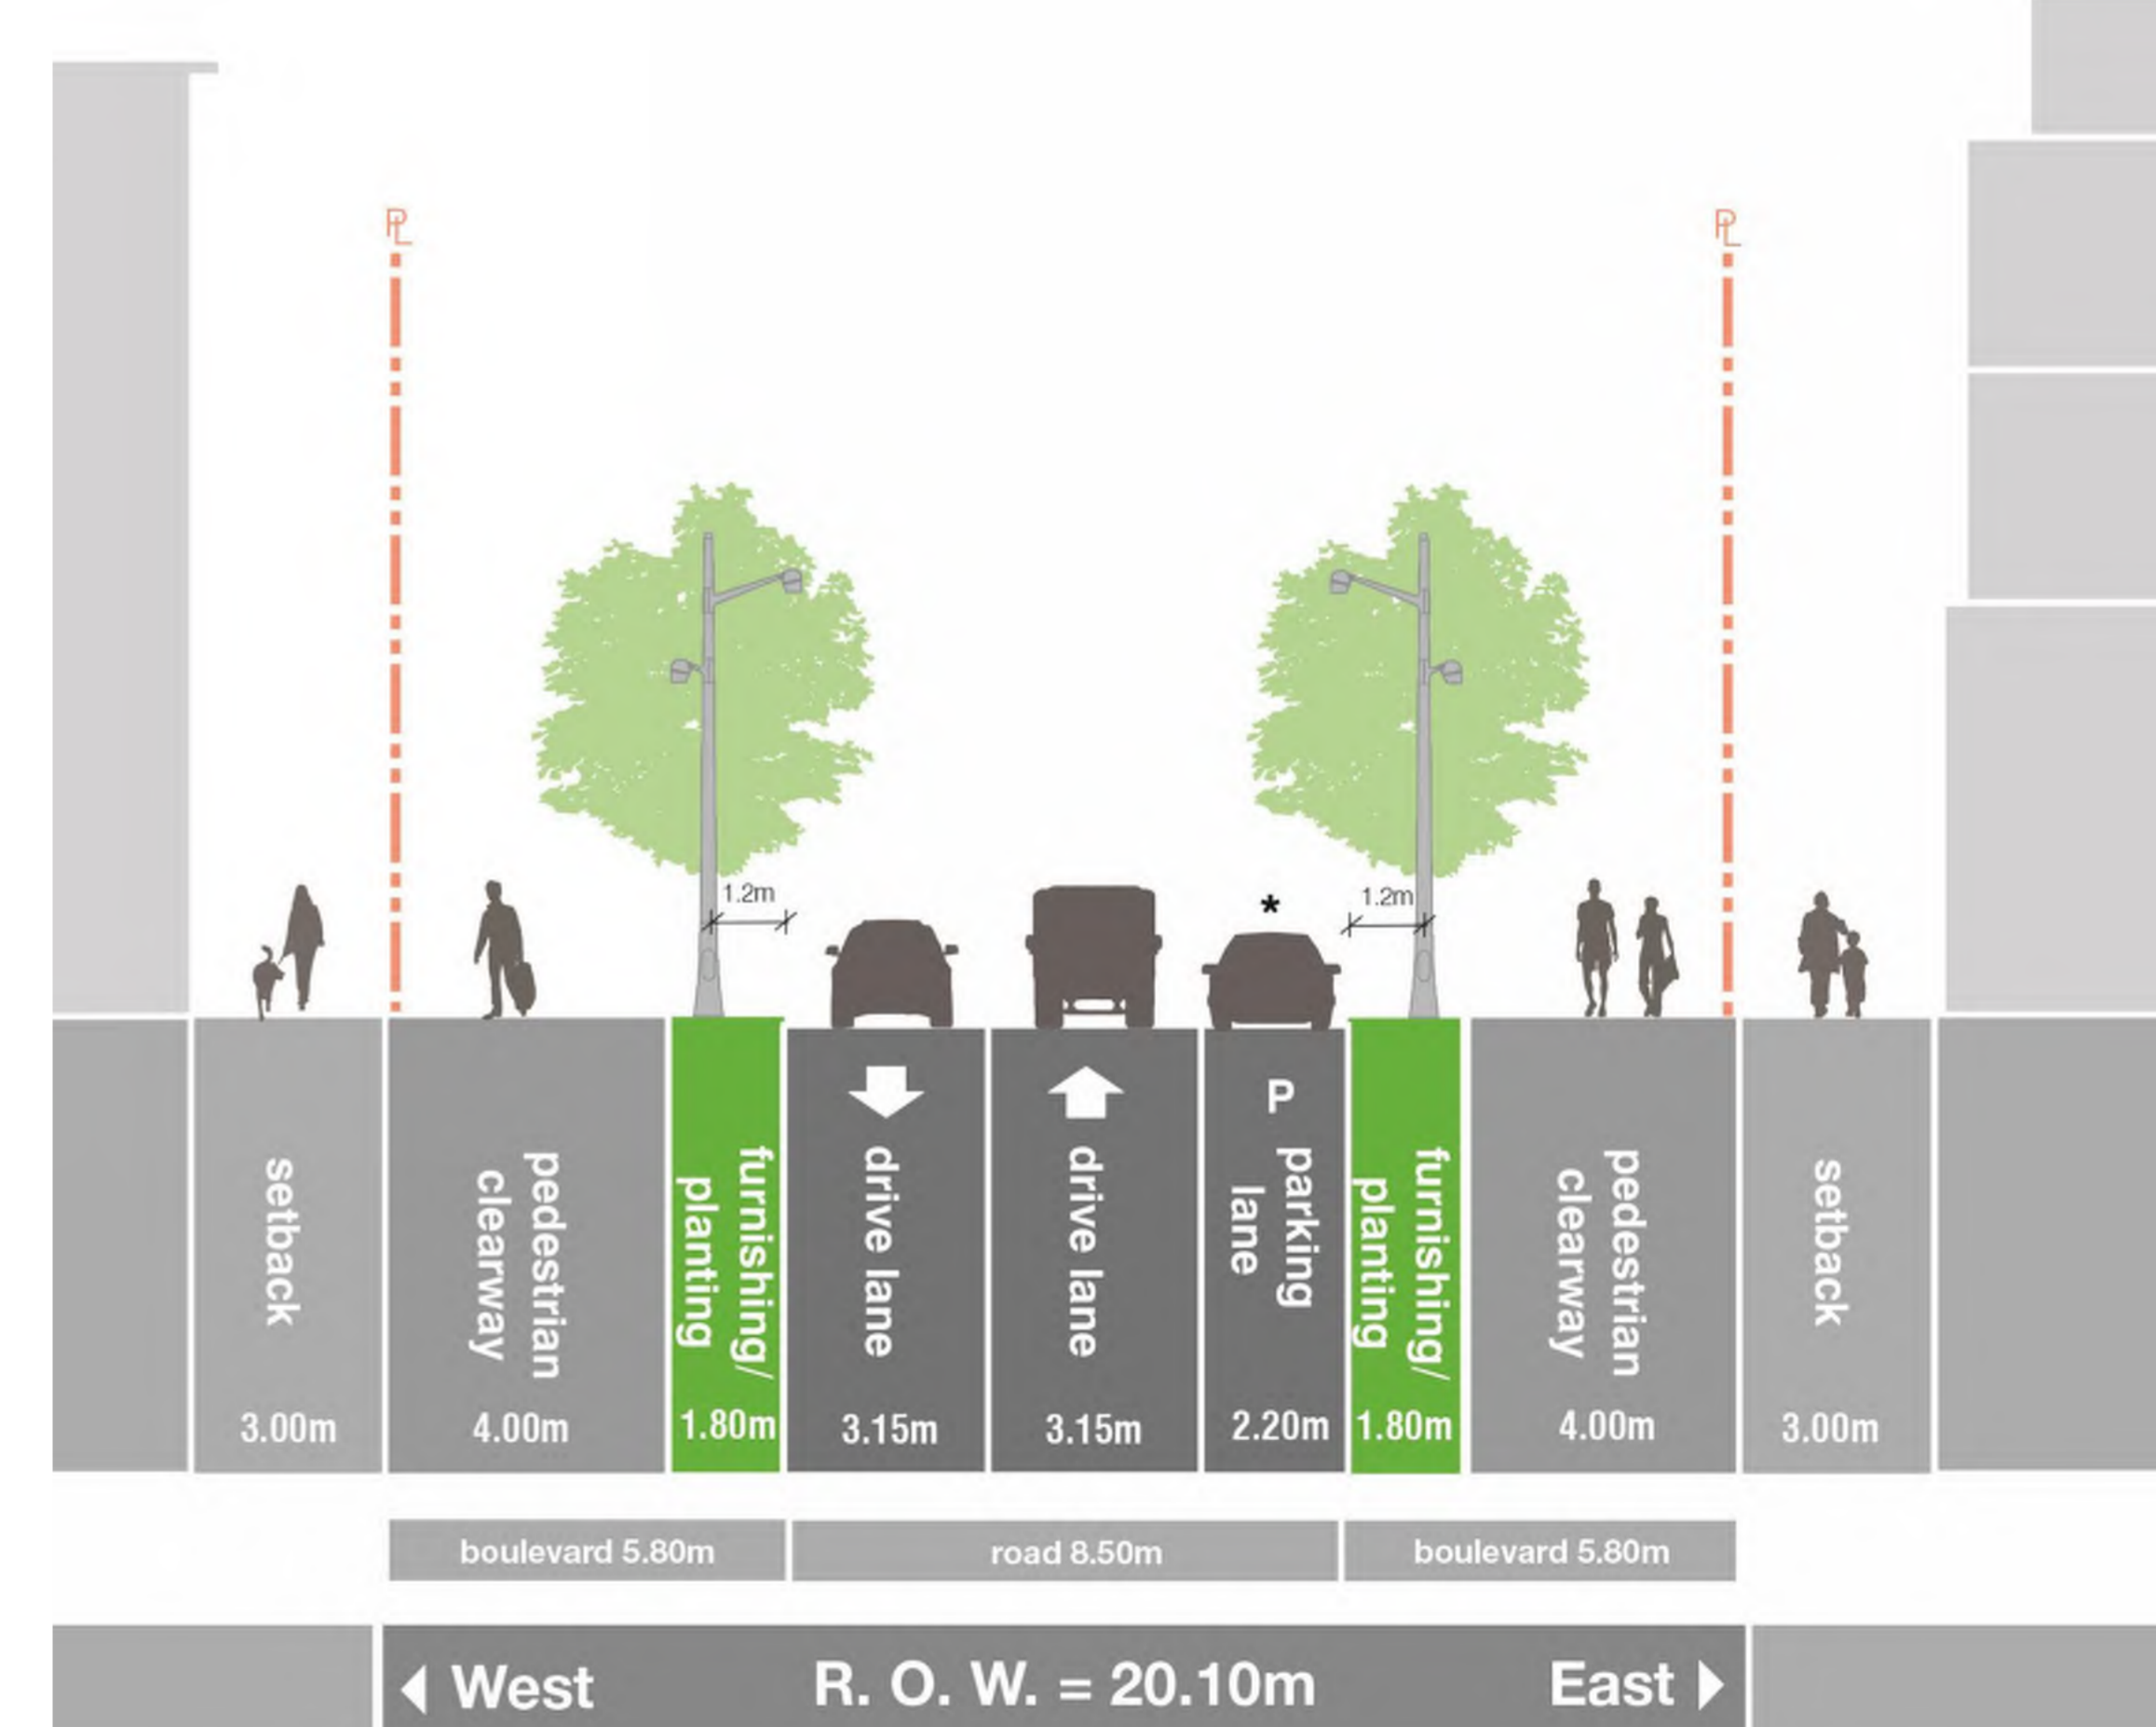 PL
PL
1.2m
1.2m
*
P
setback
pedestrian
clearway
furnishing/
planting
drive lane
drive lane
parking
lane
furnishing/
planting
pedestrian
clearway
setback
3.00m
4.00m
1.80m
3.15m
3.15m
2.20m
1.80m
4.00m
3.00m
boulevard 5.80m
road 8.50m
boulevard 5.80m
West
R. O. W. = 20.10m
East